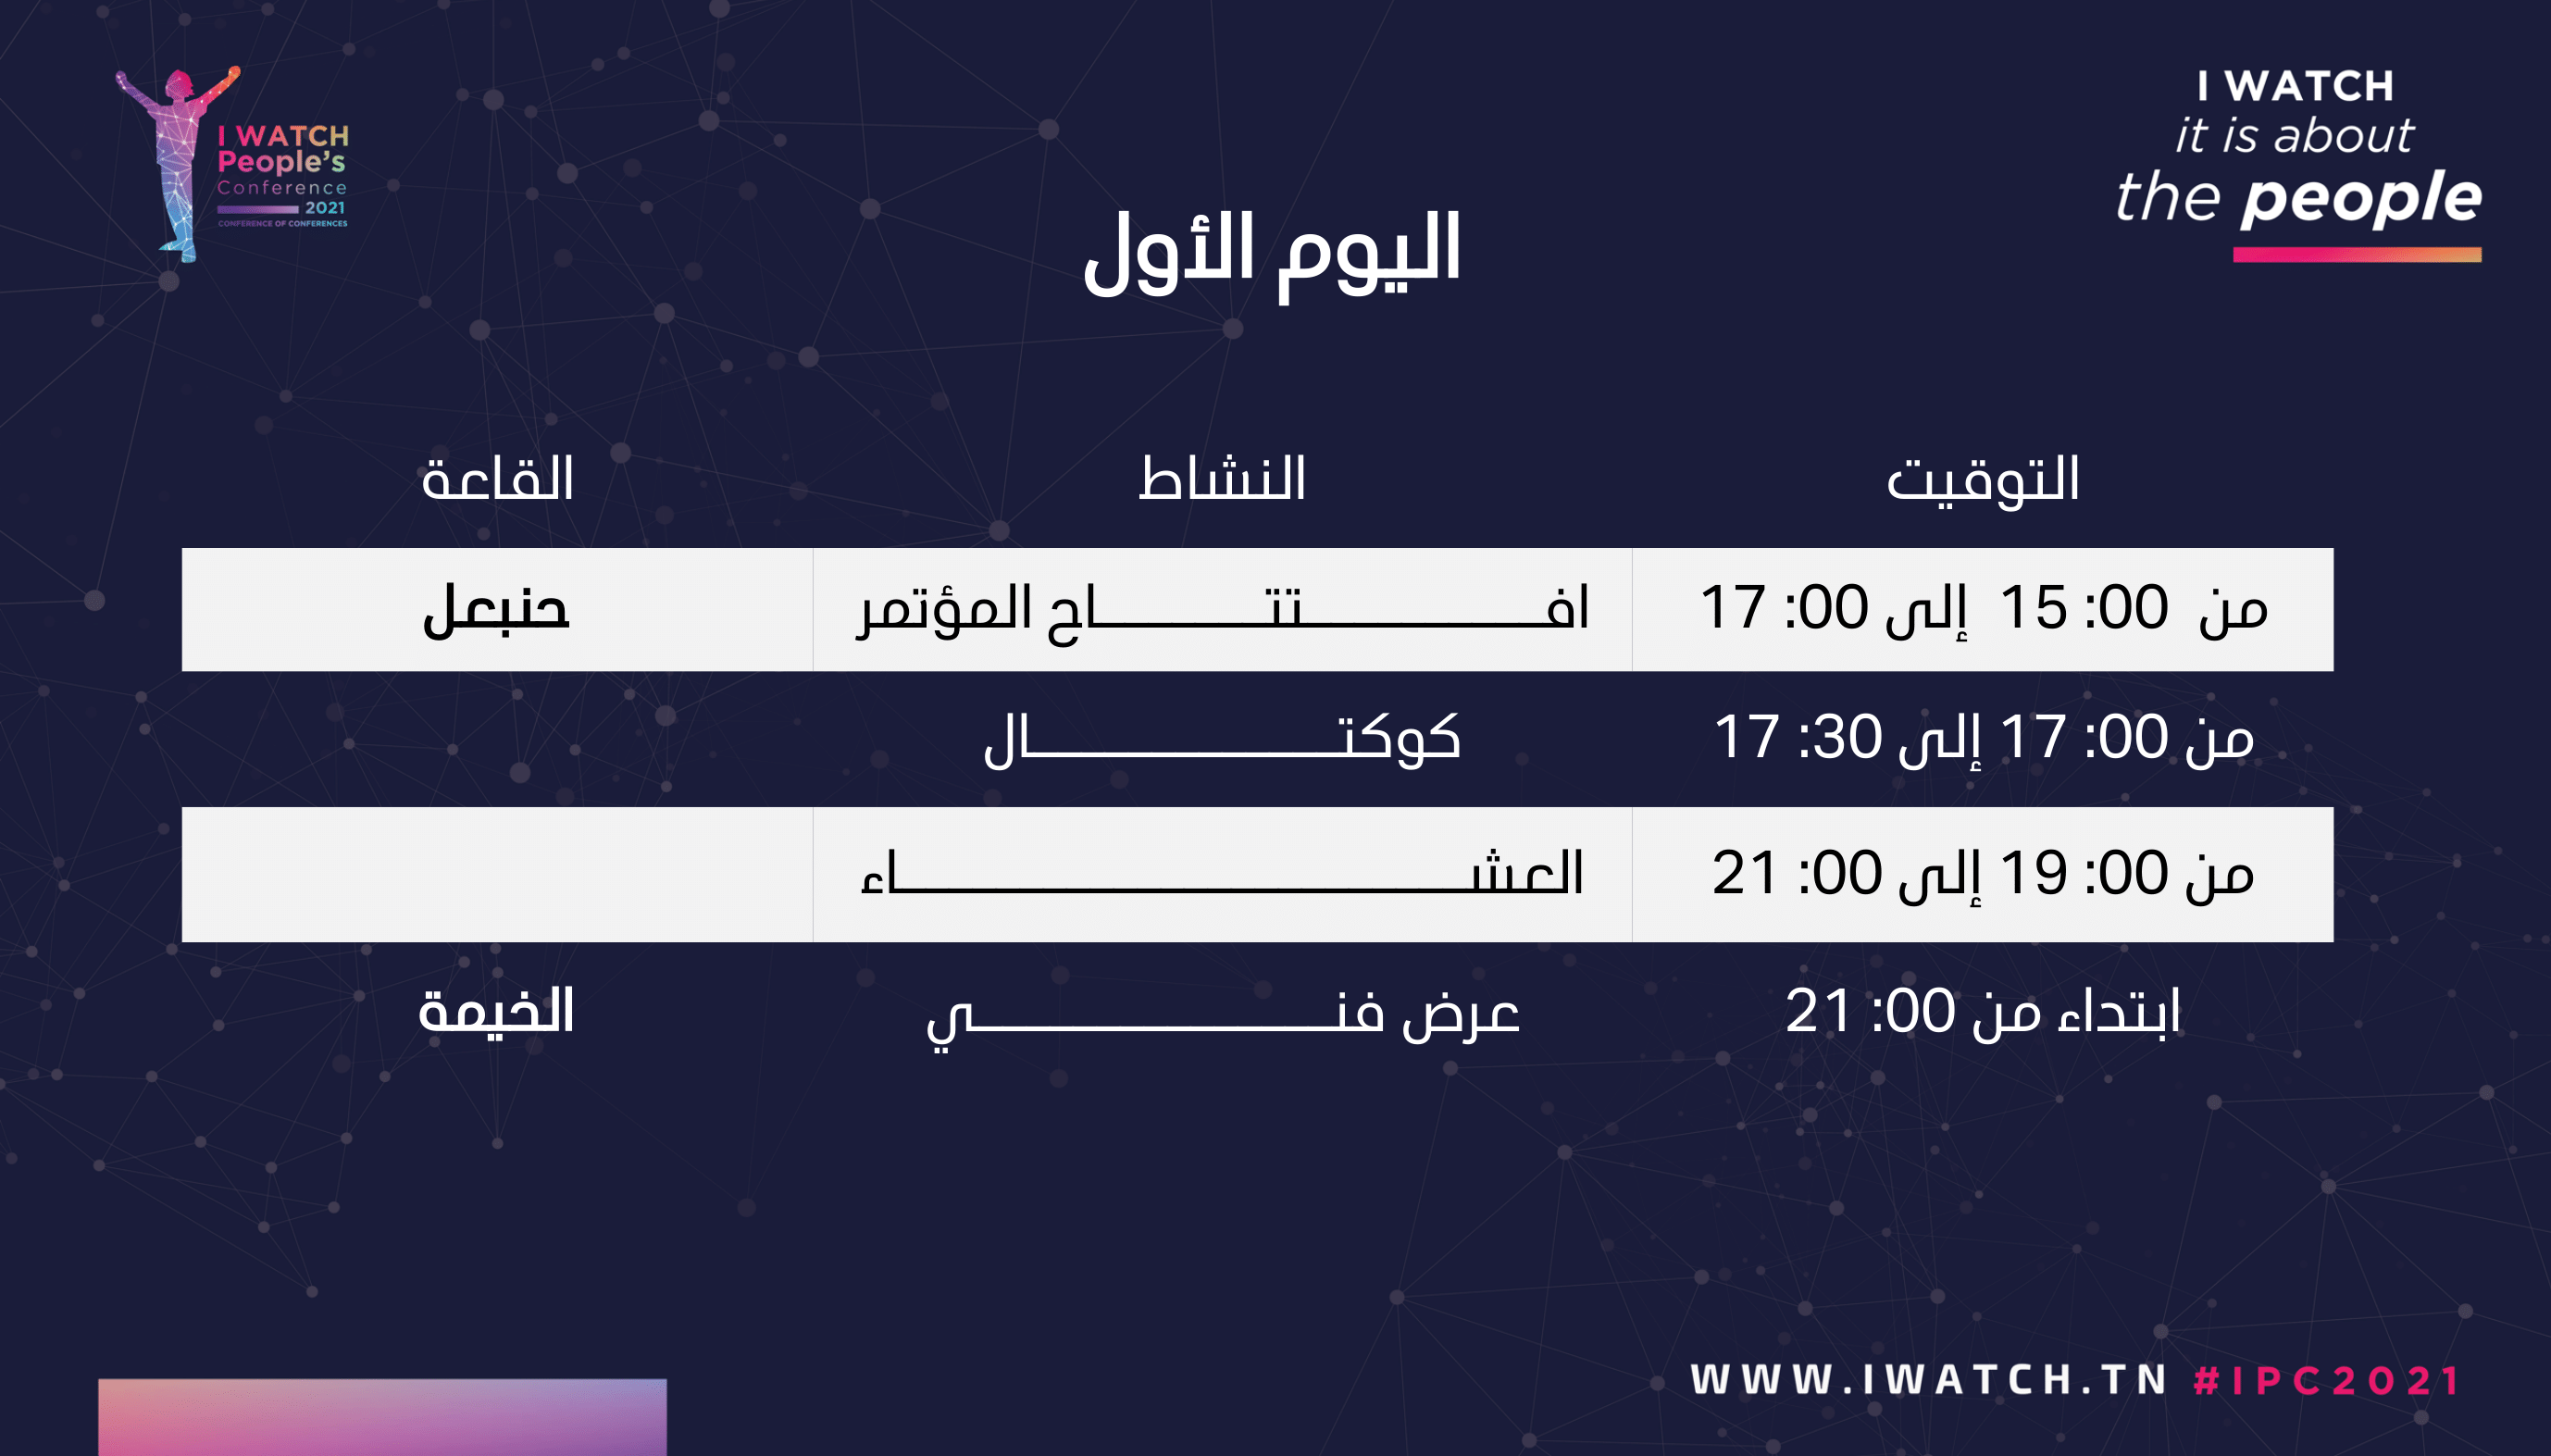 I WATCH
People's
Conference
2021
CONFERENCE OF CONFERENCES
I WATCH
it is about
the people
اليوم الأول
التوقيت النشاط القاعة
من 15 :00 إلى 17 :00 افـــــــتتـــــــاح المؤتمر حنبعل
من 17 :00 إلى 17 :30 كوكتـــــــــــال
من 19 :00 إلى 21 :00 العشـــــــــــــــاء
ابتداء من 21 :00 عرض فنـــــــــــــي الخيمة
WWW.IWATCH.TN #IPC2021